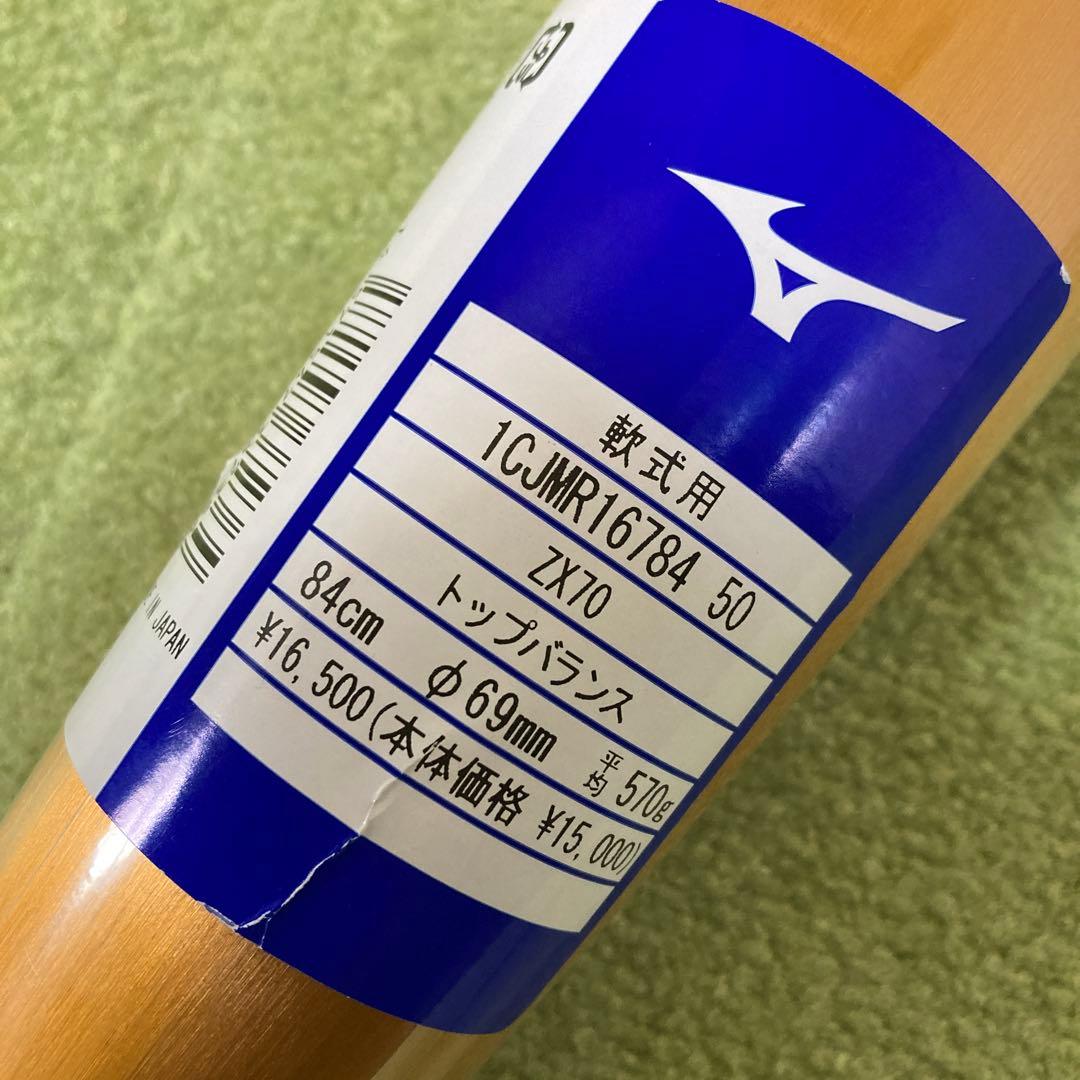 軟式用
1CJMR16784 50
ZX70
トップバランス
84cm φ69mm 平均 570g
¥16,500(本体価格 ¥15,000)
IN JAPAN